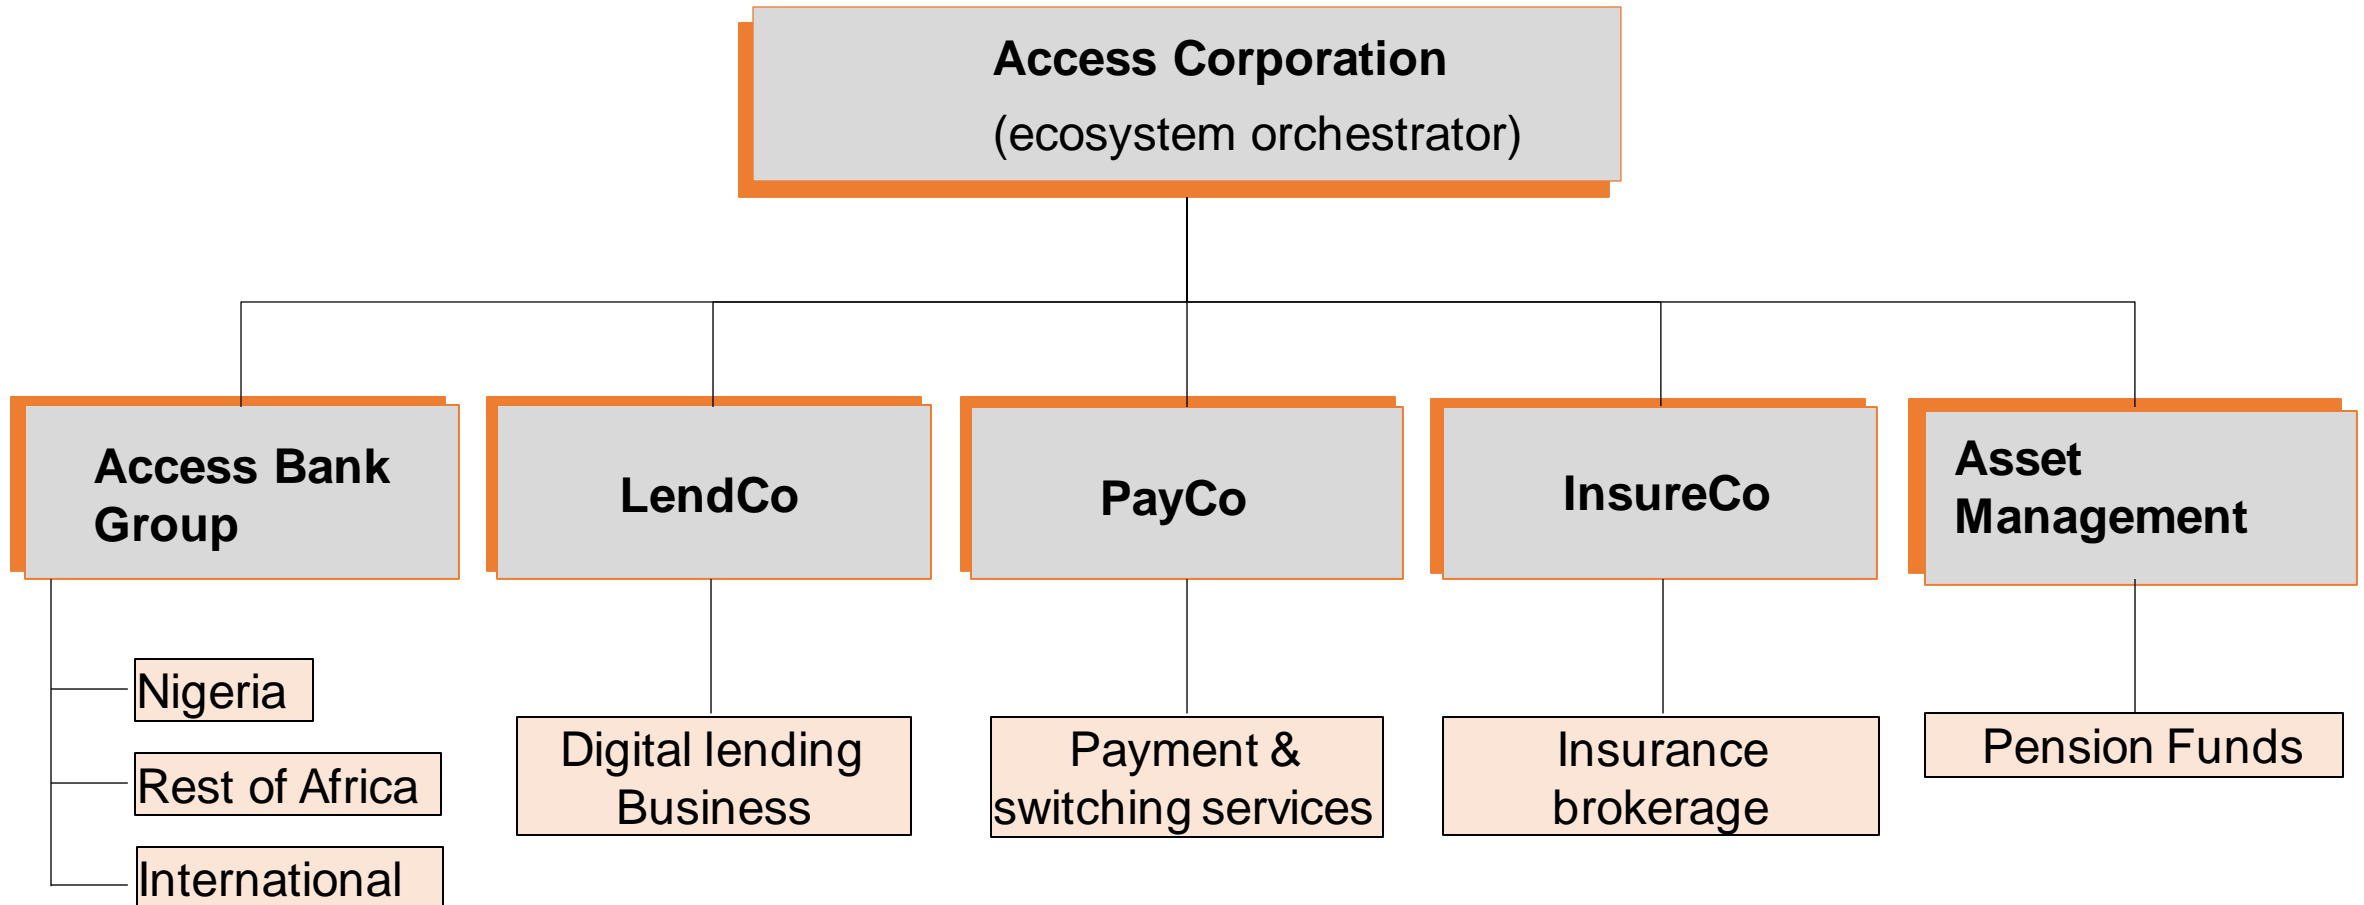 Access Corporation
(ecosystem orchestrator)
Access Bank
Group
LendCo
PayCo
InsureCo
Asset
Management
Nigeria
Rest of Africa
International
Digital lending
Business
Payment &
switching services
Insurance
brokerage
Pension Funds